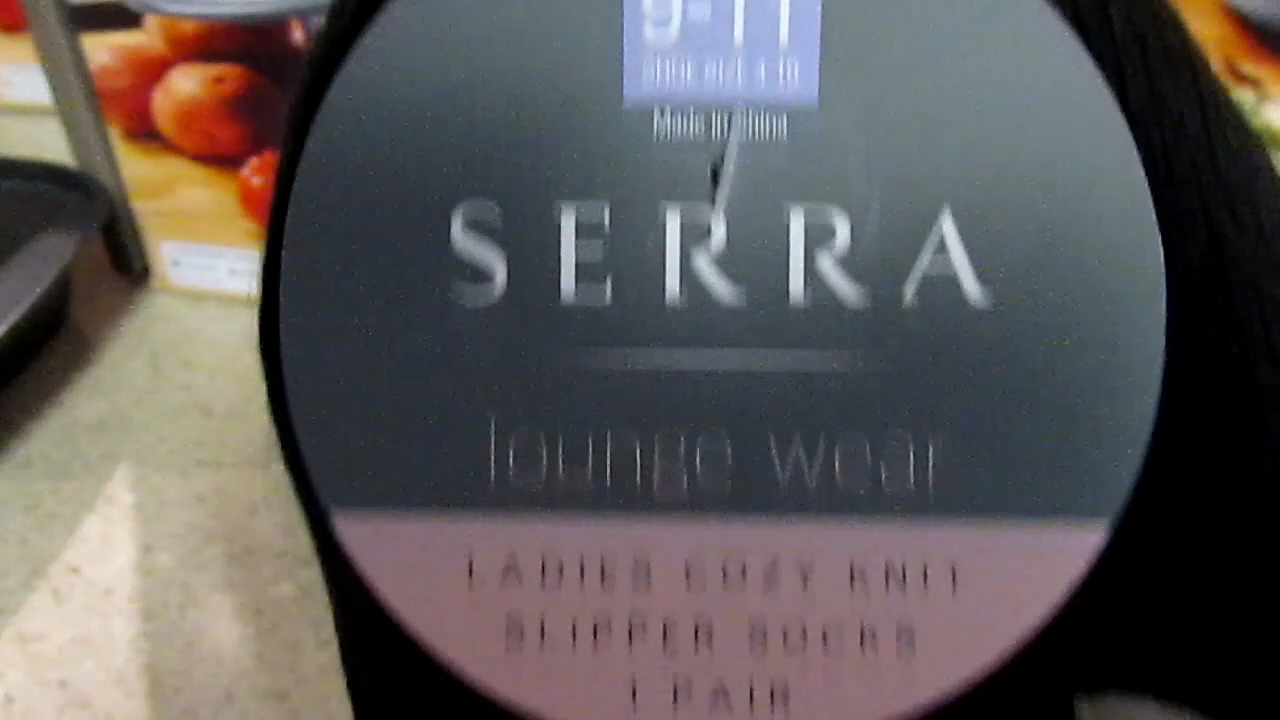 9-11
Made in China
SERRA
lounge wear
LADIES COZY KNIT
SLIPPER SOCKS
1 PAIR